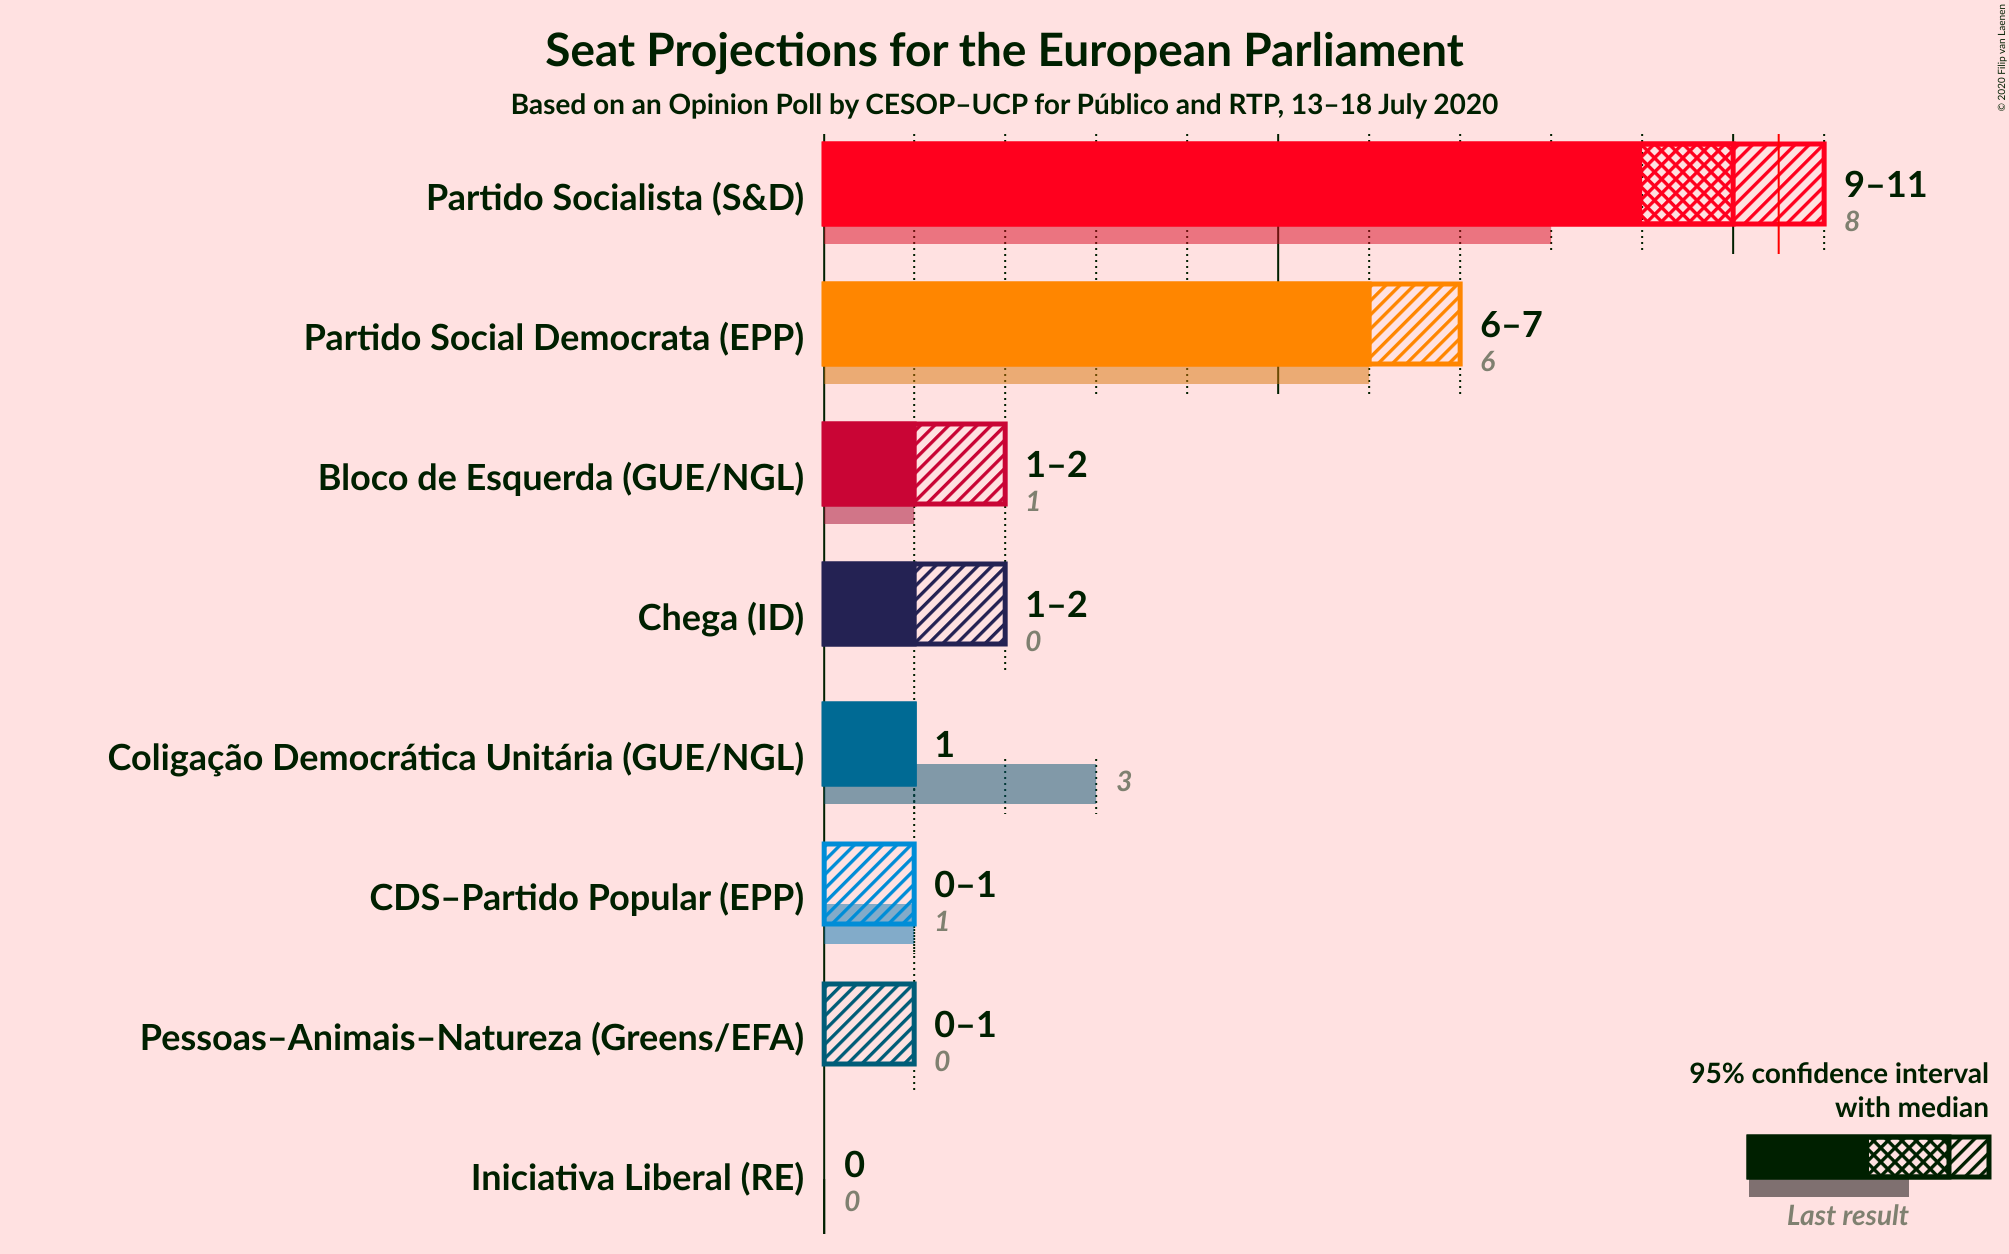 Seat Projections for the European Parliament
Based on an Opinion Poll by CESOP–UCP for Público and RTP, 13–18 July 2020
© 2020 Filip van Laenen
Partido Socialista (S&D)
9–11
8
Partido Social Democrata (EPP)
6–7
6
Bloco de Esquerda (GUE/NGL)
1–2
1
Chega (ID)
1–2
0
Coligação Democrática Unitária (GUE/NGL)
1
3
CDS–Partido Popular (EPP)
0–1
1
Pessoas–Animais–Natureza (Greens/EFA)
0–1
0
Iniciativa Liberal (RE)
0
0
95% confidence interval
with median
Last result